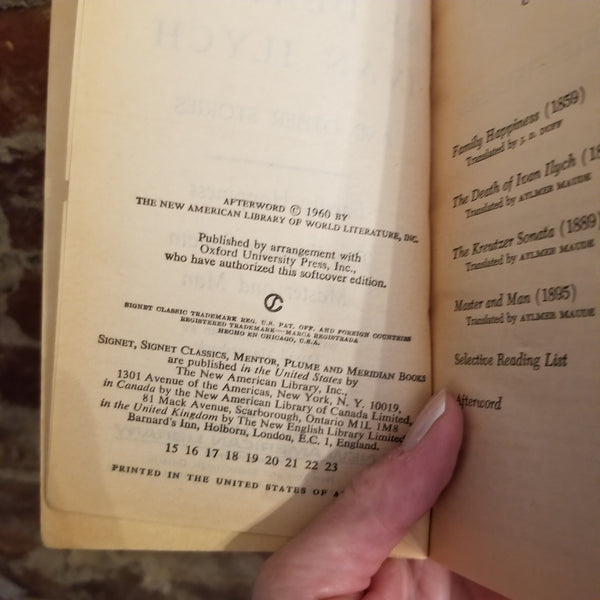 AFTERWORD © 1960 BY
THE NEW AMERICAN LIBRARY OF WORLD LITERATURE, INC.
Published by arrangement with
Oxford University Press, Inc.,
who have authorized this softcover edition.
SIGNET CLASSIC TRADEMARK REG. U.S. PAT. OFF. AND FOREIGN COUNTRIES
REGISTERED TRADEMARK—MARCA REGISTRADA
HECHO EN CHICAGO, U.S.A.
SIGNET, SIGNET CLASSICS, MENTOR, PLUME AND MERIDIAN BOOKS
are published in the United States by
The New American Library, Inc.,
1301 Avenue of the Americas, New York, N. Y. 10019,
in Canada by the New American Library of Canada Limited,
81 Mack Avenue, Scarborough, Ontario M1L 1M8
in the United Kingdom by The New English Library Limited
Barnard's Inn, Holborn, London, E.C. 1, England.
15 16 17 18 19 20 21 22 23
PRINTED IN THE UNITED STATES OF
Family Happiness (1859)
Translated by J. D. DUFF
The Death of Ivan Ilych (18
Translated by AYLMER MAUDE
The Kreutzer Sonata (1889
Translated by AYLMER MAUDE
Master and Man (1895)
Translated by AYLMER MAUDE
Selective Reading List
Afterword